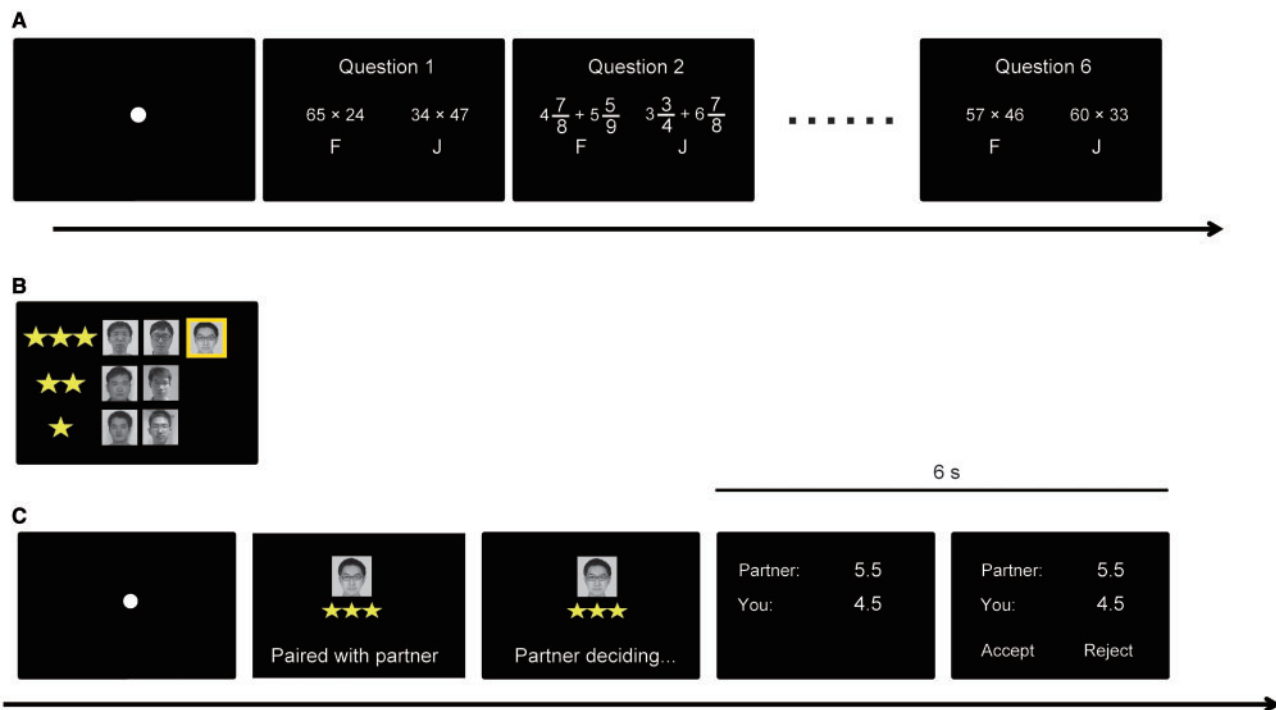 A
Question 1
65 × 24 34 × 47
F J
Question 2
4 7/8 + 5 5/9 3 3/4 + 6 7/8
F J
Question 6
57 × 46 60 × 33
F J
B
6 s
C
Paired with partner
Partner deciding...
Partner: 5.5
You: 4.5
Partner: 5.5
You: 4.5
Accept Reject